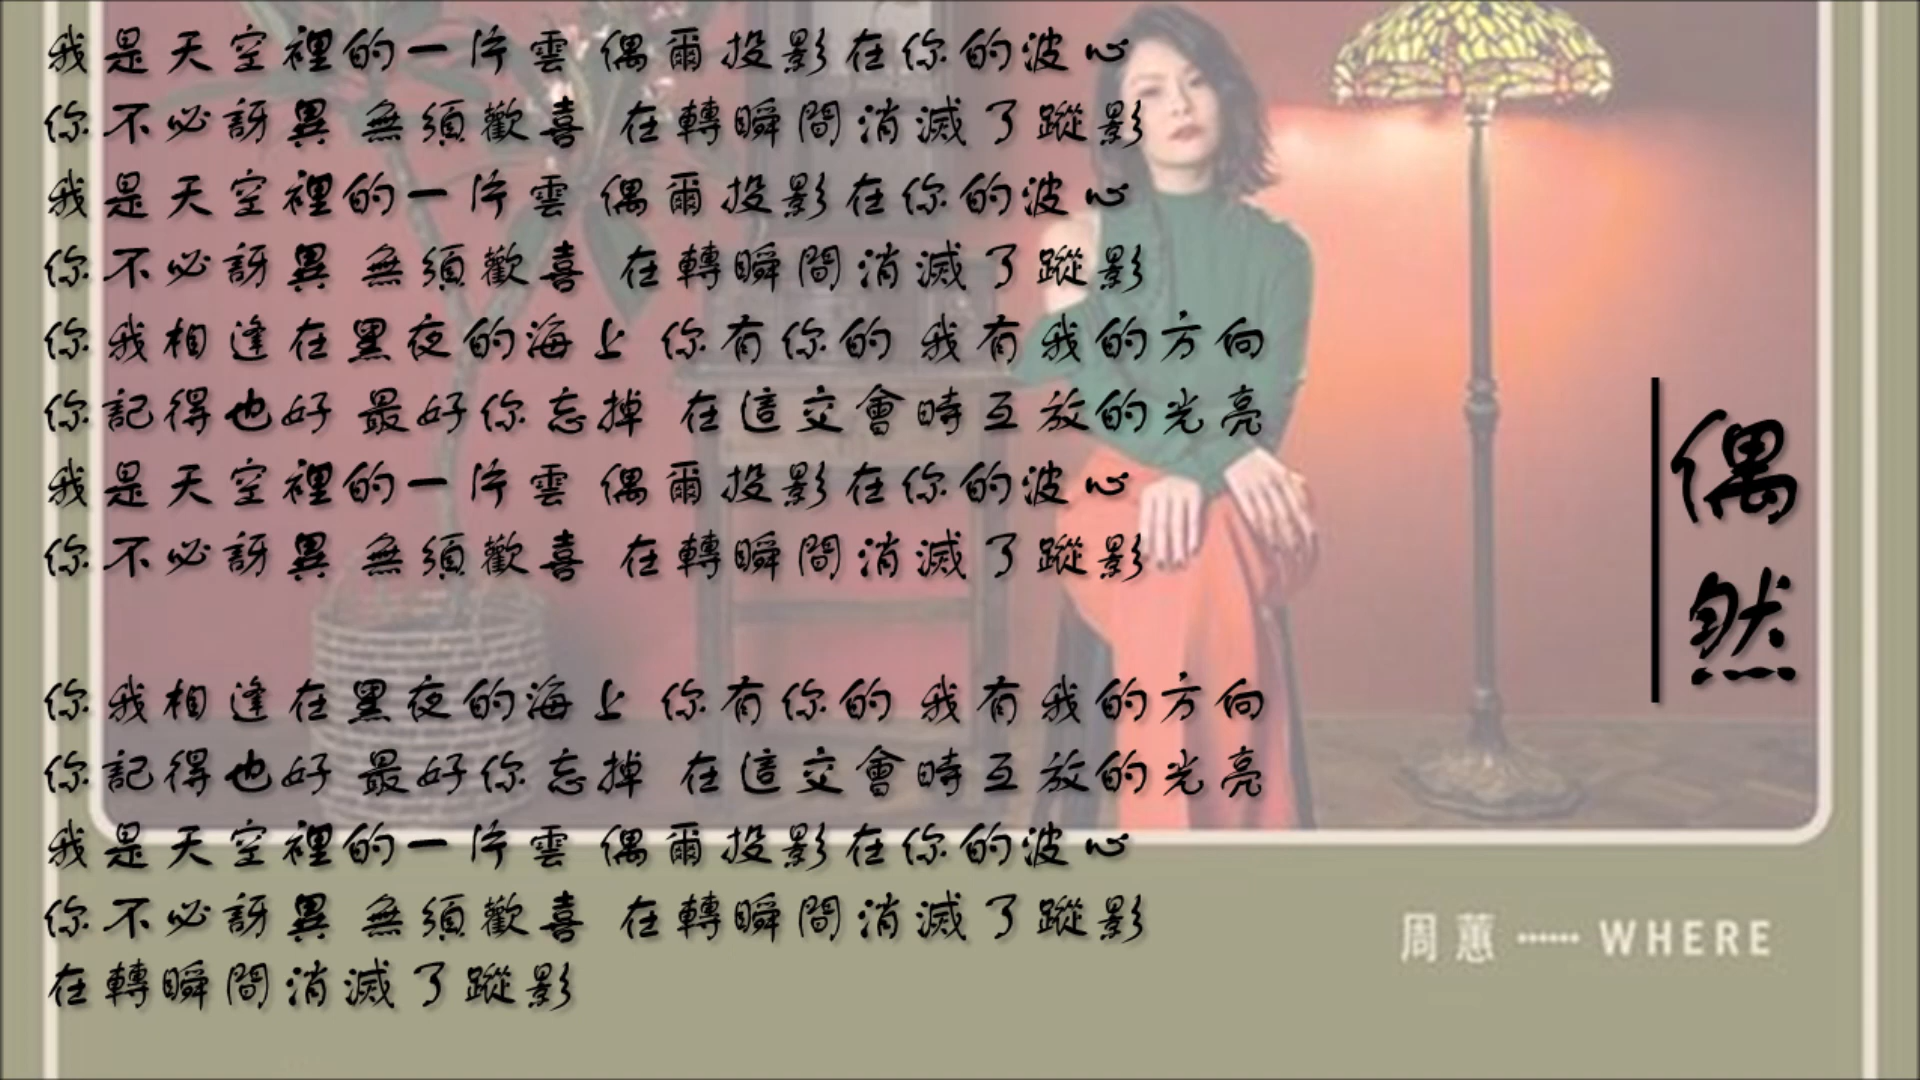 我是天空裡的一片雲 偶爾投影在你的波心
你不必訝異 無須歡喜 在轉瞬間消滅了蹤影
我是天空裡的一片雲 偶爾投影在你的波心
你不必訝異 無須歡喜 在轉瞬間消滅了蹤影
你我相逢在黑夜的海上 你有你的 我有我的方向
你記得也好 最好你忘掉 在這交會時互放的光亮
我是天空裡的一片雲 偶爾投影在你的波心
你不必訝異 無須歡喜 在轉瞬間消滅了蹤影
你我相逢在黑夜的海上 你有你的 我有我的方向
你記得也好 最好你忘掉 在這交會時互放的光亮
我是天空裡的一片雲 偶爾投影在你的波心
你不必訝異 無須歡喜 在轉瞬間消滅了蹤影
在轉瞬間消滅了蹤影
偶然
周蕙······WHERE